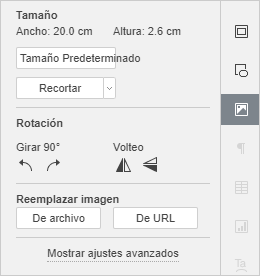 Tamaño
Ancho: 20.0 cm Altura: 2.6 cm
Tamaño Predeterminado
Recortar
Rotación
Girar 90° Volteo
Reemplazar imagen
De archivo De URL
Mostrar ajustes avanzados